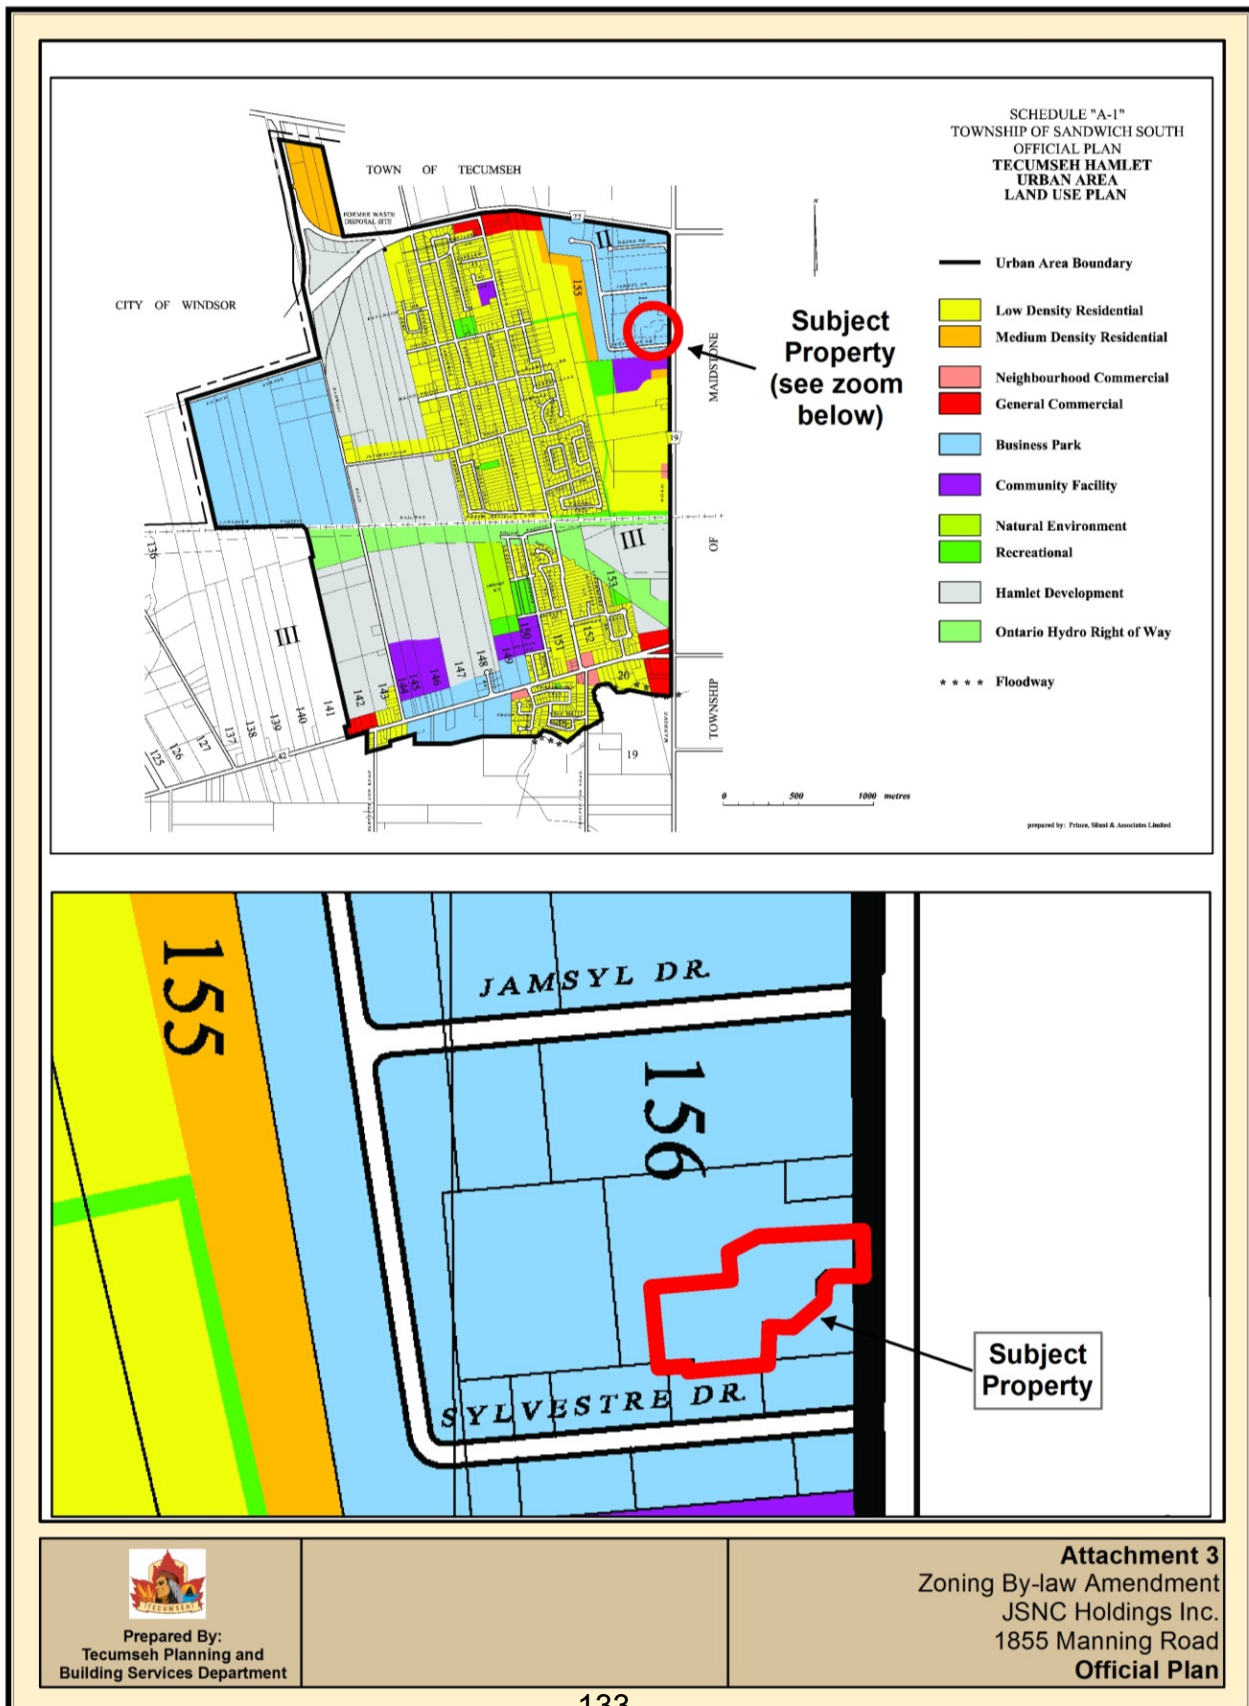 SCHEDULE "A-1"
TOWNSHIP OF SANDWICH SOUTH
OFFICIAL PLAN
TECUMSEH HAMLET
URBAN AREA
LAND USE PLAN
TOWN OF TECUMSEH
FORMER WASTE
DISPOSAL SITE
CITY OF WINDSOR
22
II
155
Subject
Property
(see zoom
below)
MAIDSTONE
19
OF
TOWNSHIP
Urban Area Boundary
Low Density Residential
Medium Density Residential
Neighbourhood Commercial
General Commercial
Business Park
Community Facility
Natural Environment
Recreational
Hamlet Development
Ontario Hydro Right of Way
* * * * Floodway
136
III
III
153
152
151
150
149
148
147
146
145
144
143
142
141
140
139
138
137
127
126
125
20
19
MANNING
0 500 1000 metres
prepared by: Prince, Silani & Associates Limited
155
JAMSYL DR.
156
SYLVESTRE DR.
Subject
Property
TECUMSEH
Prepared By:
Tecumseh Planning and
Building Services Department
Attachment 3
Zoning By-law Amendment
JSNC Holdings Inc.
1855 Manning Road
Official Plan
133